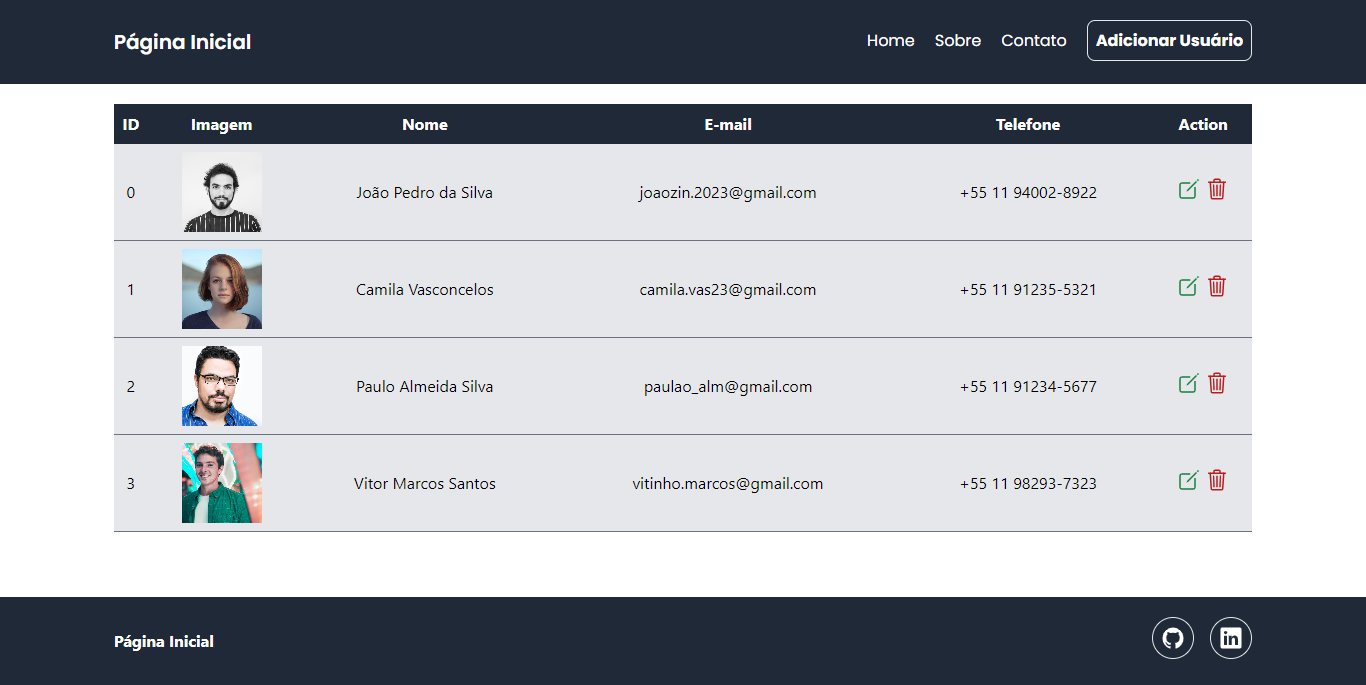 Página Inicial Home Sobre Contato Adicionar Usuário
ID Imagem Nome E-mail Telefone Action
0 João Pedro da Silva joaozin.2023@gmail.com +55 11 94002-8922
1 Camila Vasconcelos camila.vas23@gmail.com +55 11 91235-5321
2 Paulo Almeida Silva paulao_alm@gmail.com +55 11 91234-5677
3 Vitor Marcos Santos vitinho.marcos@gmail.com +55 11 98293-7323
Página Inicial in